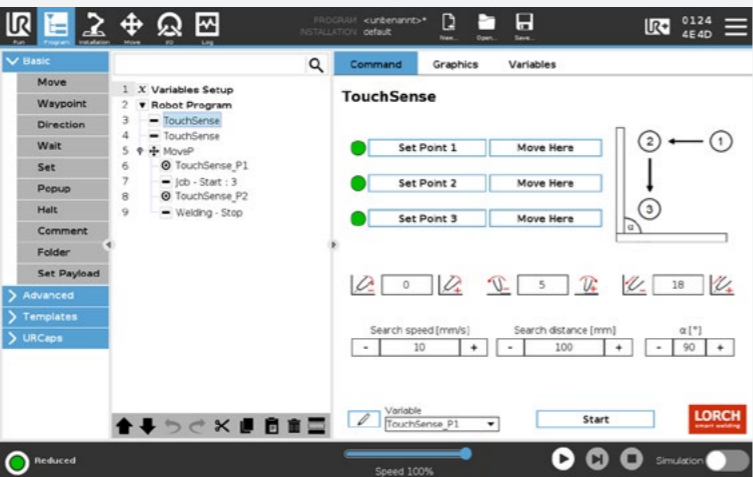 PROGRAM <unbenannt>*
INSTALLATION default
0124
4E4D
Run Program Installation Move I/O Log New... Open... Save...
Basic
Move
Waypoint
Direction
Wait
Set
Popup
Halt
Comment
Folder
Set Payload
Advanced
Templates
URCaps
1 X Variables Setup
2 Robot Program
3 TouchSense
4 TouchSense
5 MoveP
6 TouchSense_P1
7 Job - Start : 3
8 TouchSense_P2
9 Welding - Stop
Command Graphics Variables
TouchSense
Set Point 1 Move Here
Set Point 2 Move Here
Set Point 3 Move Here
2 1
3
α
0 5 18
Search speed [mm/s] Search distance [mm] α [°]
- 10 + - 100 + - 90 +
Variable
TouchSense_P1
Start
LORCH
smart welding
Reduced
Speed 100%
Simulation